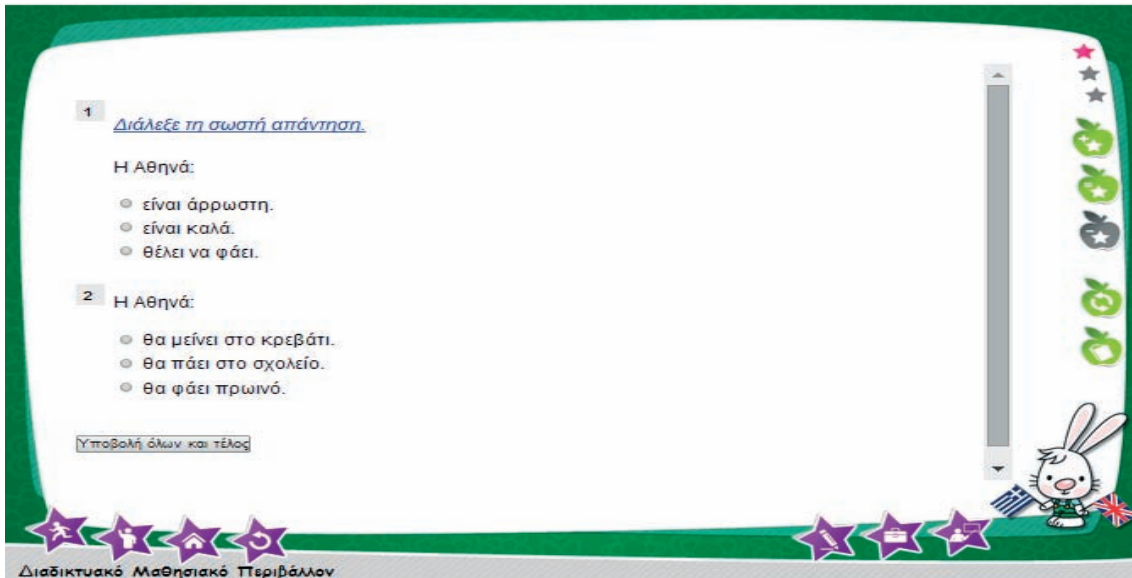 1
Διάλεξε τη σωστή απάντηση.
Η Αθηνά:
είναι άρρωστη.
είναι καλά.
θέλει να φάει.
2
Η Αθηνά:
θα μείνει στο κρεβάτι.
θα πάει στο σχολείο.
θα φάει πρωινό.
Υποβολή όλων και τέλος
Διαδικτυακό Μαθησιακό Περιβάλλον